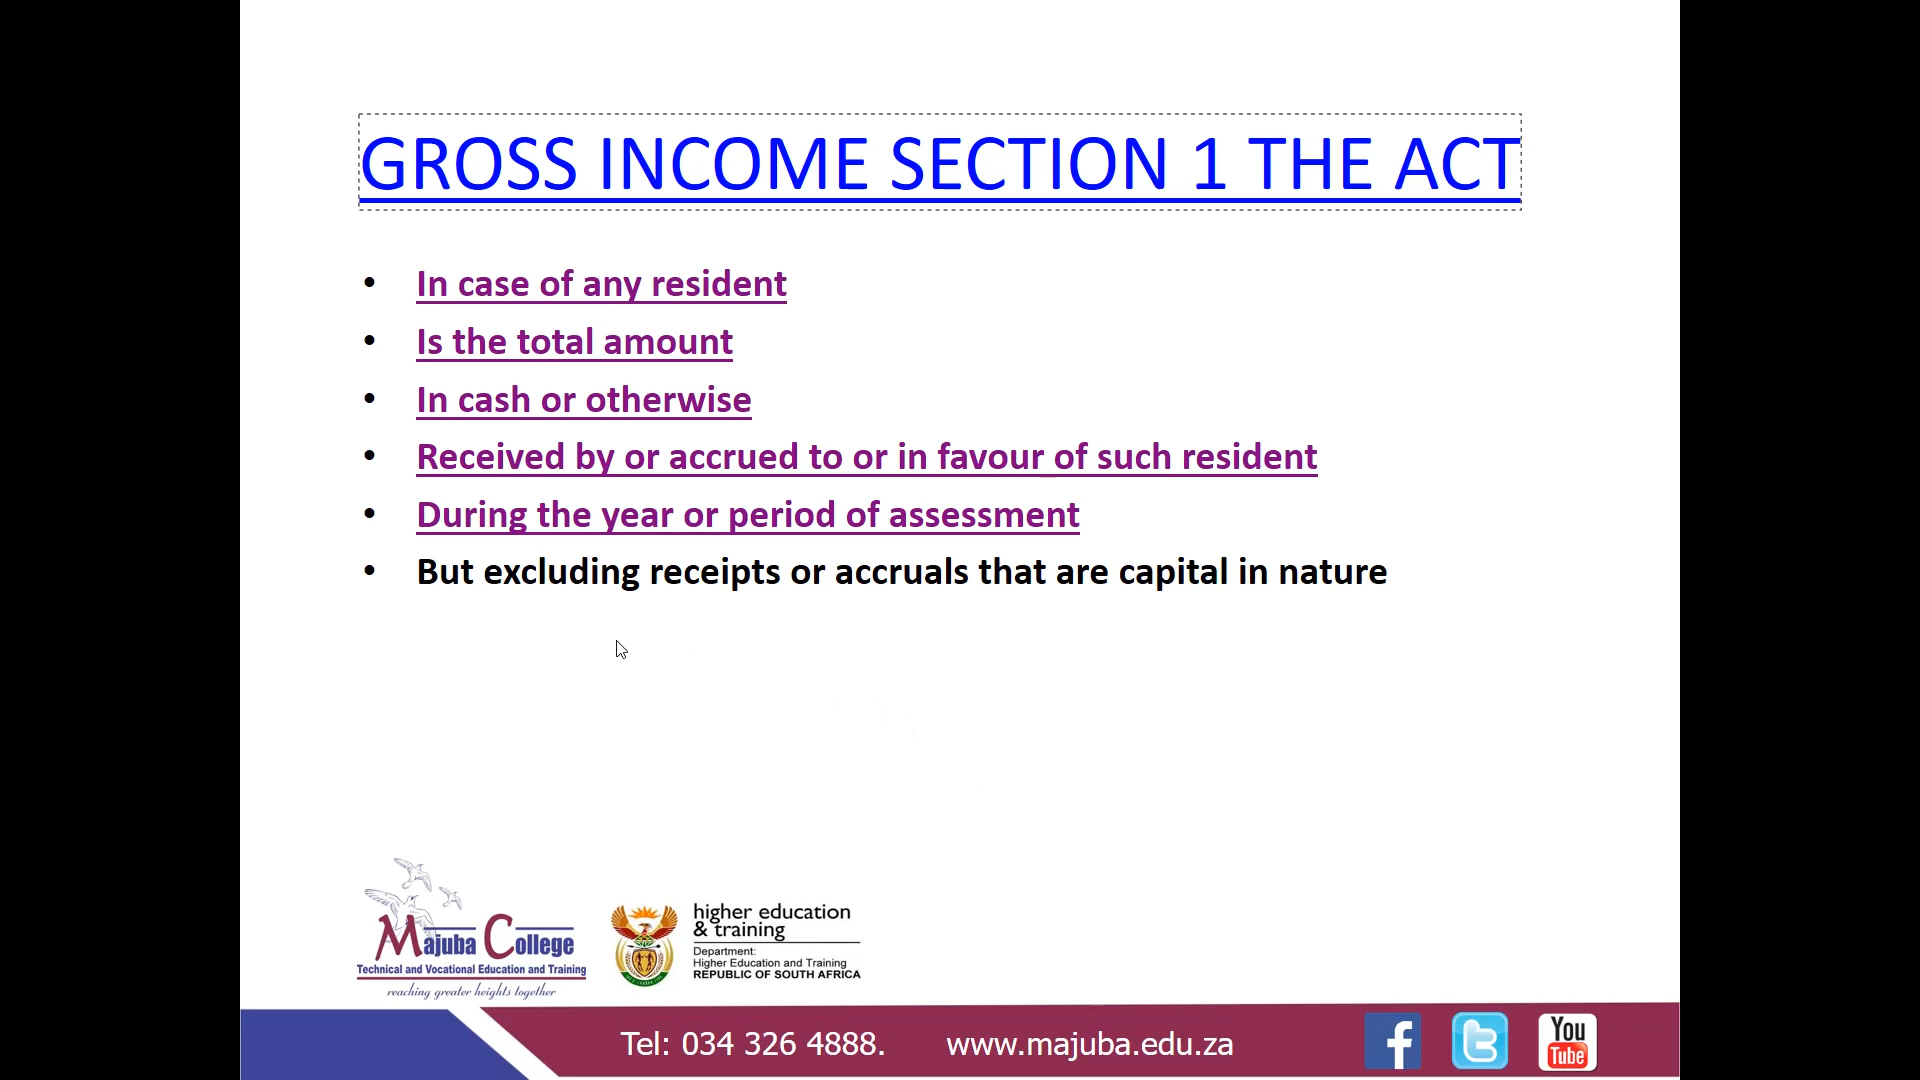 GROSS INCOME SECTION 1 THE ACT
• In case of any resident
• Is the total amount
• In cash or otherwise
• Received by or accrued to or in favour of such resident
• During the year or period of assessment
• But excluding receipts or accruals that are capital in nature
Majuba College
Technical and Vocational Education and Training
reaching greater heights together
higher education
& training
Department:
Higher Education and Training
REPUBLIC OF SOUTH AFRICA
Tel: 034 326 4888. www.majuba.edu.za
You
Tube